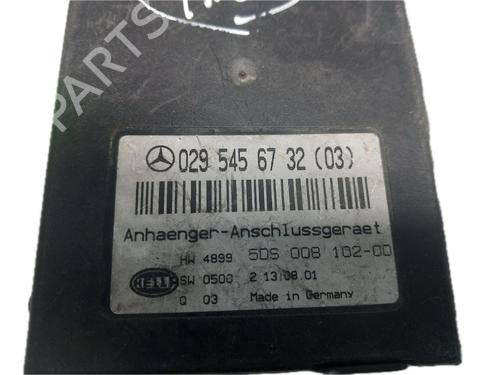 029 545 67 32 (03)
Anhaenger-Anschlussgeraet
HW 4899 5DS 008 102-00
HELLA SW 0500 2 13.08.01
Q 03 Made in Germany